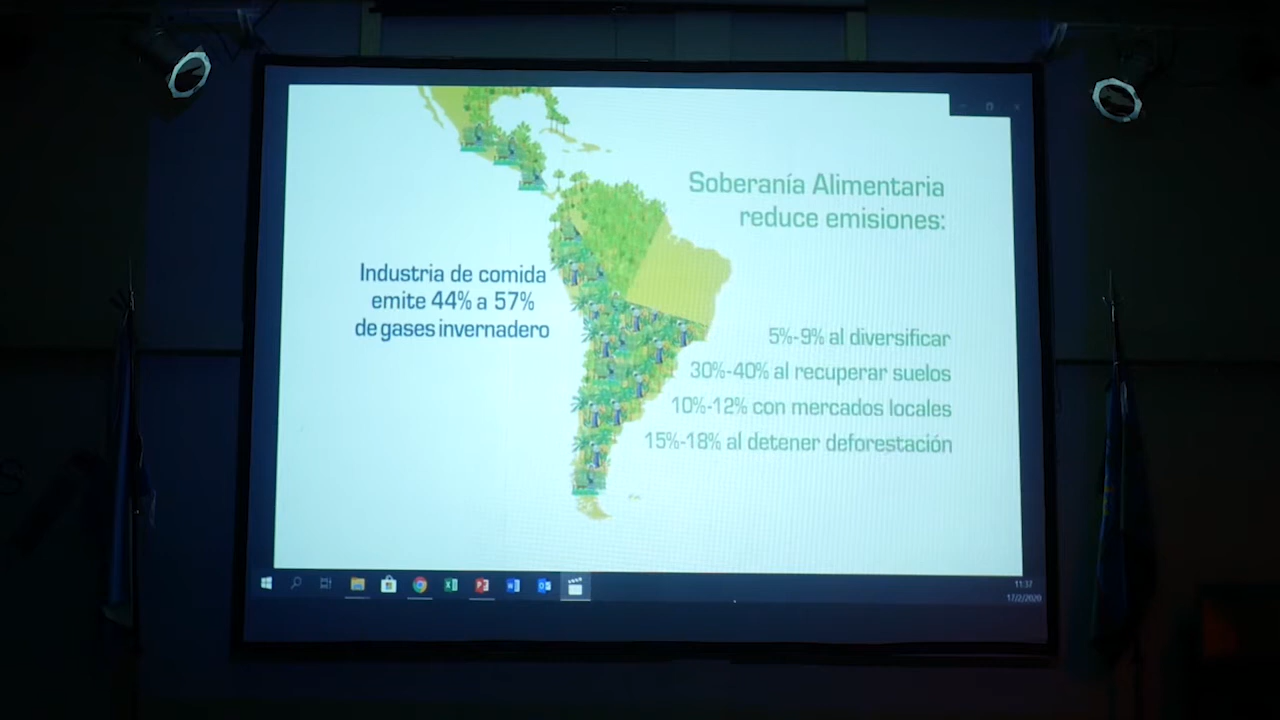 Soberanía Alimentaria
reduce emisiones:
Industria de comida
emite 44% a 57%
de gases invernadero
5%-9% al diversificar
30%-40% al recuperar suelos
10%-12% con mercados locales
15%-18% al detener deforestación
11:37
17/2/2020